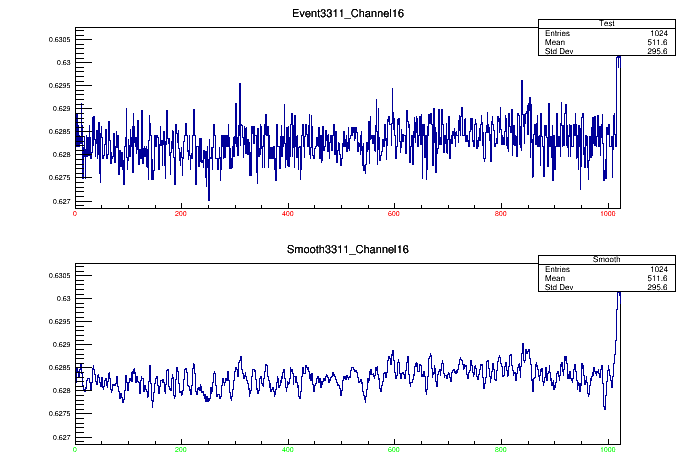 Event3311_Channel16
Test
Entries 1024
Mean 511.6
Std Dev 295.6
0.6305
0.63
0.6295
0.629
0.6285
0.628
0.6275
0.627
0 200 400 600 800 1000
Smooth3311_Channel16
Smooth
Entries 1024
Mean 511.6
Std Dev 295.6
0.6305
0.63
0.6295
0.629
0.6285
0.628
0.6275
0.627
0 200 400 600 800 1000